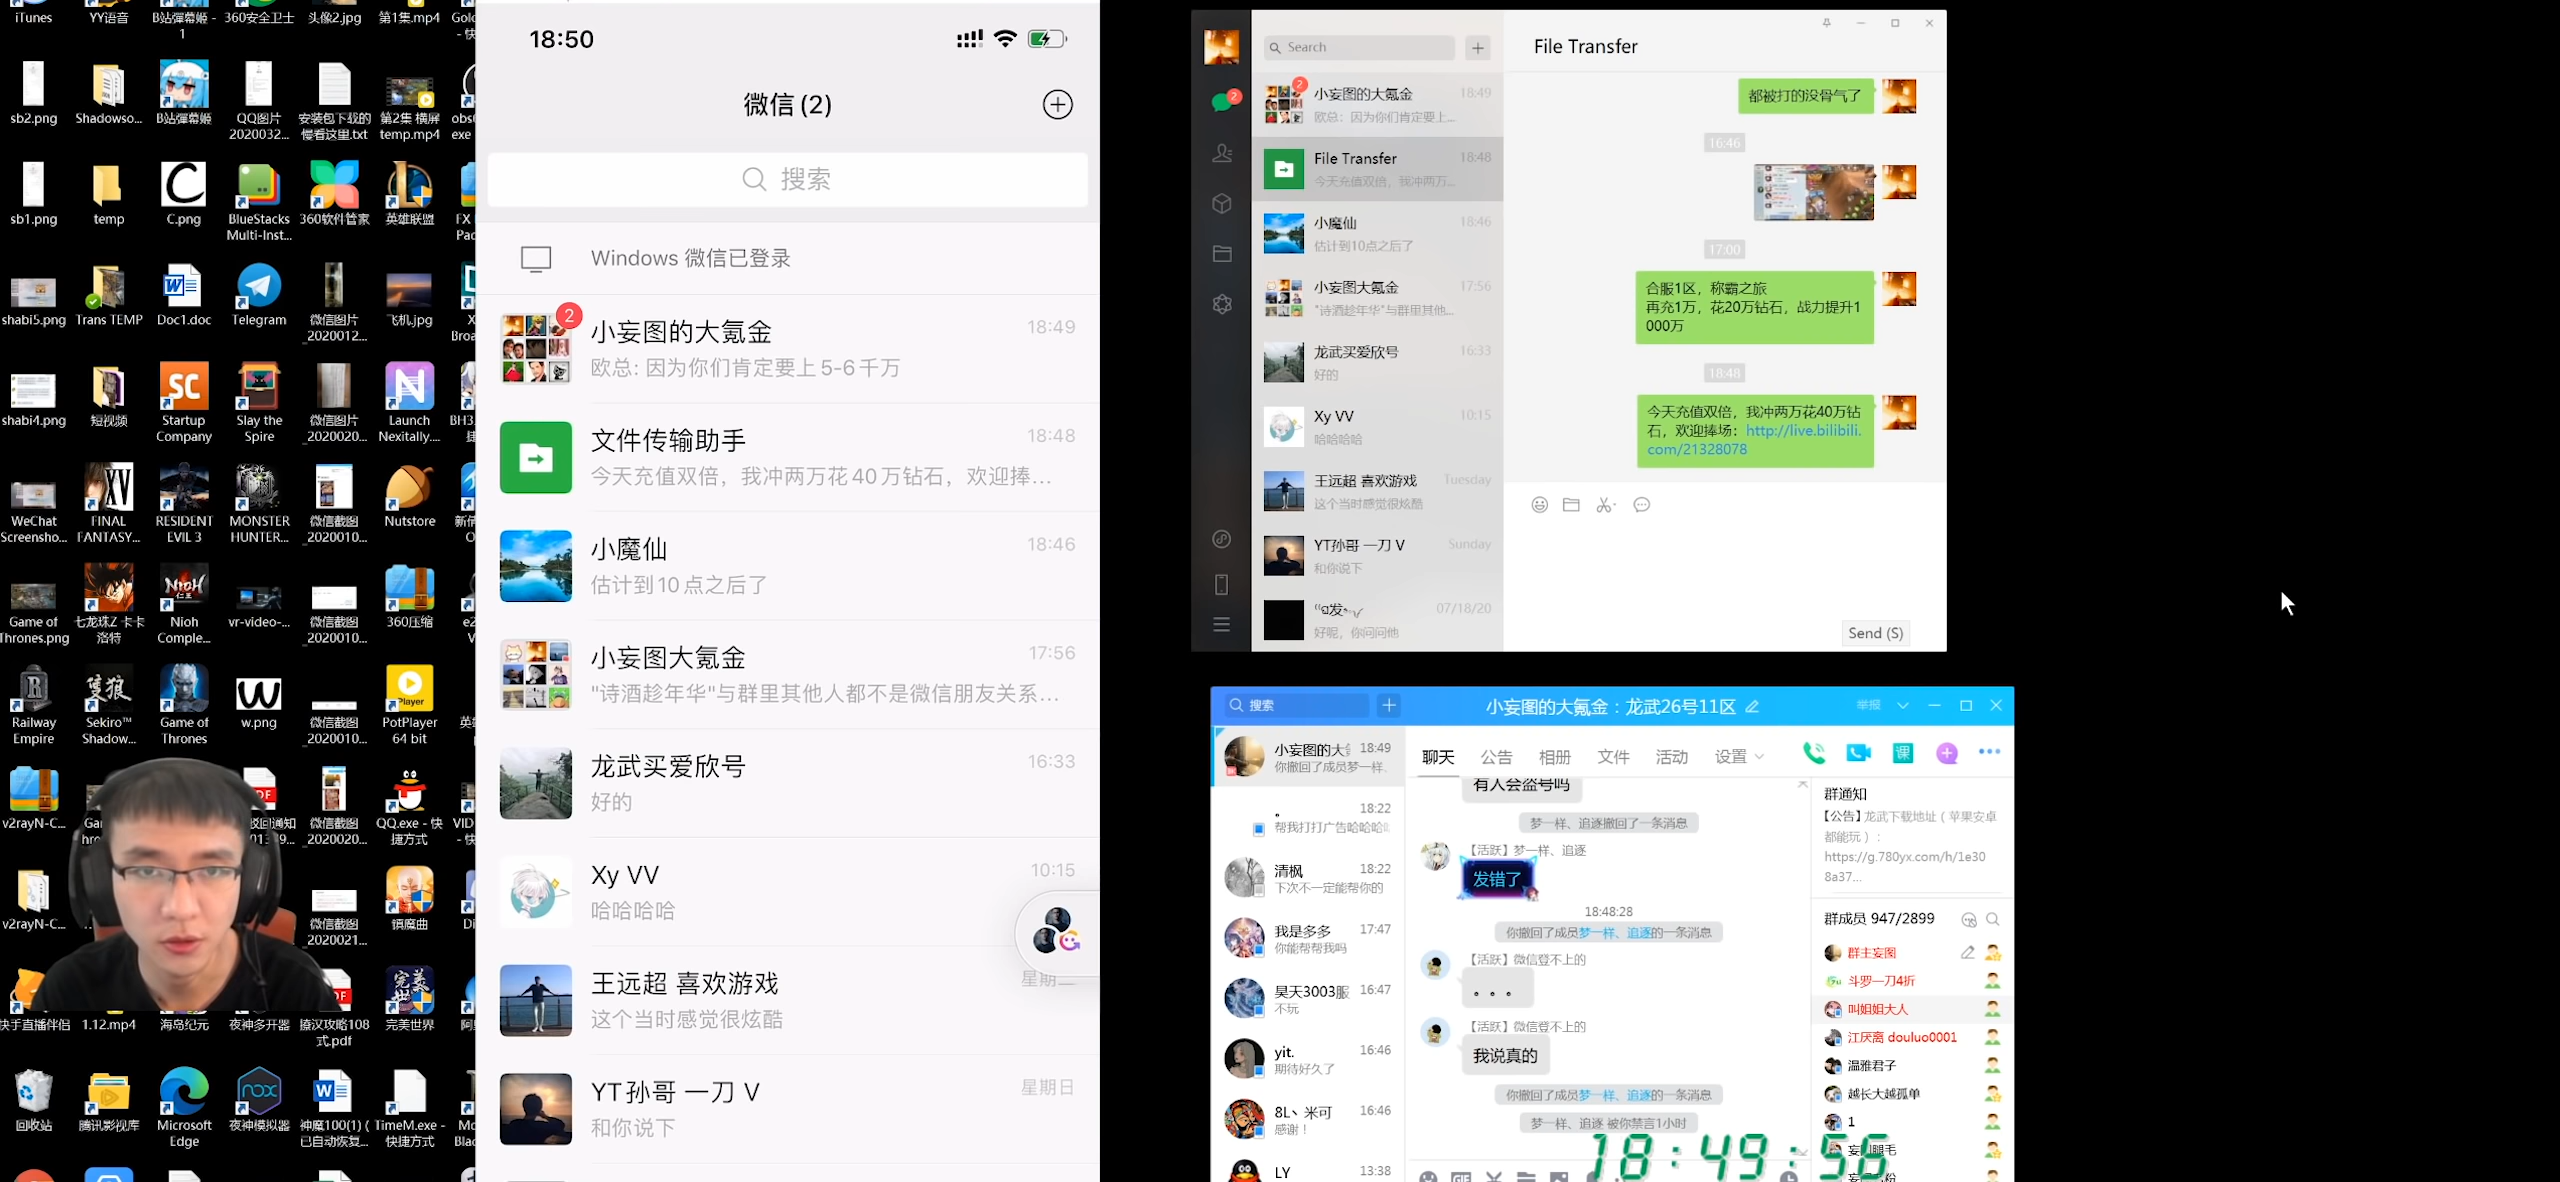 iTunes
YY语音
B站彈幕姬 -
1
360安全卫士
头像2.jpg
第1集.mp4
sb2.png
Shadowso...
B站彈幕姬
QQ图片
2020032...
安装包下载的
慢看这里.txt
第2集 横屏
temp.mp4
sb1.png
temp
C.png
BlueStacks
Multi-Inst...
360软件管家
英雄联盟
shabi5.png
Trans TEMP
Doc1.doc
Telegram
微信图片
_2020012...
飞机.jpg
shabi4.png
短视频
Startup
Company
Slay the
Spire
微信图片
_2020020...
Launch
Nexitally....
WeChat
Screensho...
FINAL
FANTASY...
RESIDENT
EVIL 3
MONSTER
HUNTER...
微信截图
_2020010...
Nutstore
Game of
Thrones.png
七龙珠Z 卡卡
洛特
Nioh
Comple...
vr-video-...
微信截图
_2020010...
360压缩
Railway
Empire
Sekiro™
Shadow...
Game of
Thrones
w.png
微信截图
_2020010...
PotPlayer
64 bit
v2rayN-C...
微信截图
_2020020...
QQ.exe - 快
捷方式
v2rayN-C...
微信截图
_2020021...
镇魔曲
快手直播伴侣
1.12.mp4
海岛纪元
夜神多开器
搸汉攻略108
式.pdf
完美世界
回收站
腾讯影视库
Microsoft
Edge
夜神模拟器
神魔100(1) (
已自动恢复...
TimeM.exe -
快捷方式
18:50
微信(2)
搜索
Windows 微信已登录
2
小妄图的大氪金
18:49
欧总: 因为你们肯定要上5-6千万
文件传输助手
18:48
今天充值双倍，我冲两万花40万钻石，欢迎捧…
小魔仙
18:46
估计到10点之后了
小妄图大氪金
17:56
"诗酒趁年华"与群里其他人都不是微信朋友关系…
龙武买爱欣号
16:33
好的
Xy VV
10:15
哈哈哈哈
王远超 喜欢游戏
这个当时感觉很炫酷
YT孙哥 一刀 V
星期日
和你说下
Search
File Transfer
2
2
小妄图的大氪金
18:49
欧总：因为你们肯定要上...
File Transfer
18:48
今天充值双倍，我冲两万...
小魔仙
18:46
估计到10点之后了
小妄图大氪金
17:56
"诗酒趁年华"与群里其他...
龙武买爱欣号
16:33
好的
Xy VV
10:15
哈哈哈哈
王远超 喜欢游戏
Tuesday
这个当时感觉很炫酷
YT孙哥 一刀 V
Sunday
和你说下
07/18/20
好呢，你问问他
都被打的没骨气了
16:46
17:00
合服1区，称霸之旅
再充1万，花20万钻石，战力提升1
000万
18:48
今天充值双倍，我冲两万花40万钻
石，欢迎捧场：http://live.bilibili.
com/21328078
Send (S)
搜索
小妄图的大氪金：龙武26号11区
举报
小妄图的大氪
18:49
你撤回了成员梦一样、
18:22
帮我打打广告哈哈哈
清枫
18:22
下次不一定能帮你的
我是多多
17:47
你能帮帮我吗
昊天3003服
16:47
不玩
yit.
16:46
期待好久了
8L丶米可
16:46
感谢！
LY
13:38
聊天
公告
相册
文件
活动
设置
课
有人会盗号吗
梦一样、追逐撤回了一条消息
【活跃】梦一样、追逐
发错了
18:48:28
你撤回了成员梦一样、追逐的一条消息
【活跃】微信登不上的
。。。
【活跃】微信登不上的
我说真的
你撤回了成员梦一样、追逐的一条消息
梦一样、追逐 被你禁言1小时
18:49:56
群通知
【公告】龙武下载地址（苹果安卓
都能玩）：
https://g.780yx.com/h/1e30
8a37...
群成员 947/2899
群主妄图
斗罗一刀4折
叫姐姐大人
江厌离 douluo0001
温雅君子
越长大越孤单
1